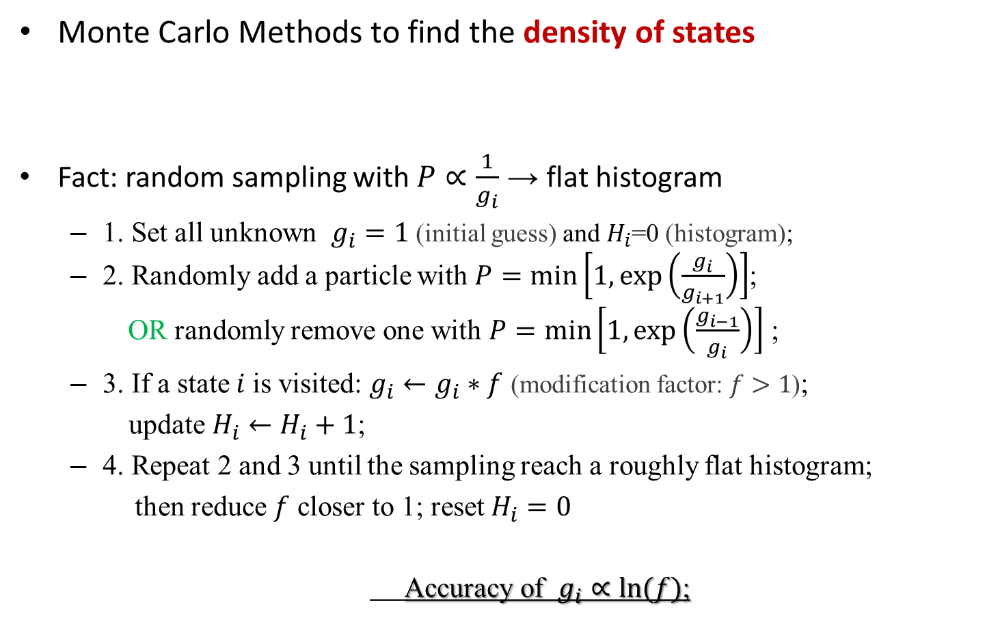 • Monte Carlo Methods to find the density of states
• Fact: random sampling with $P \propto \frac{1}{g_i} \longrightarrow$ flat histogram
– 1. Set all unknown $g_i = 1$ (initial guess) and $H_i$=0 (histogram);
– 2. Randomly add a particle with $P = \min\left[1, \exp\left(\frac{g_i}{g_{i+1}}\right)\right]$;
OR randomly remove one with $P = \min\left[1, \exp\left(\frac{g_{i-1}}{g_i}\right)\right]$ ;
– 3. If a state $i$ is visited: $g_i \leftarrow g_i * f$ (modification factor: $f > 1$);
update $H_i \leftarrow H_i + 1$;
– 4. Repeat 2 and 3 until the sampling reach a roughly flat histogram;
then reduce $f$ closer to 1; reset $H_i = 0$
Accuracy of $g_i \propto \ln(f)$;